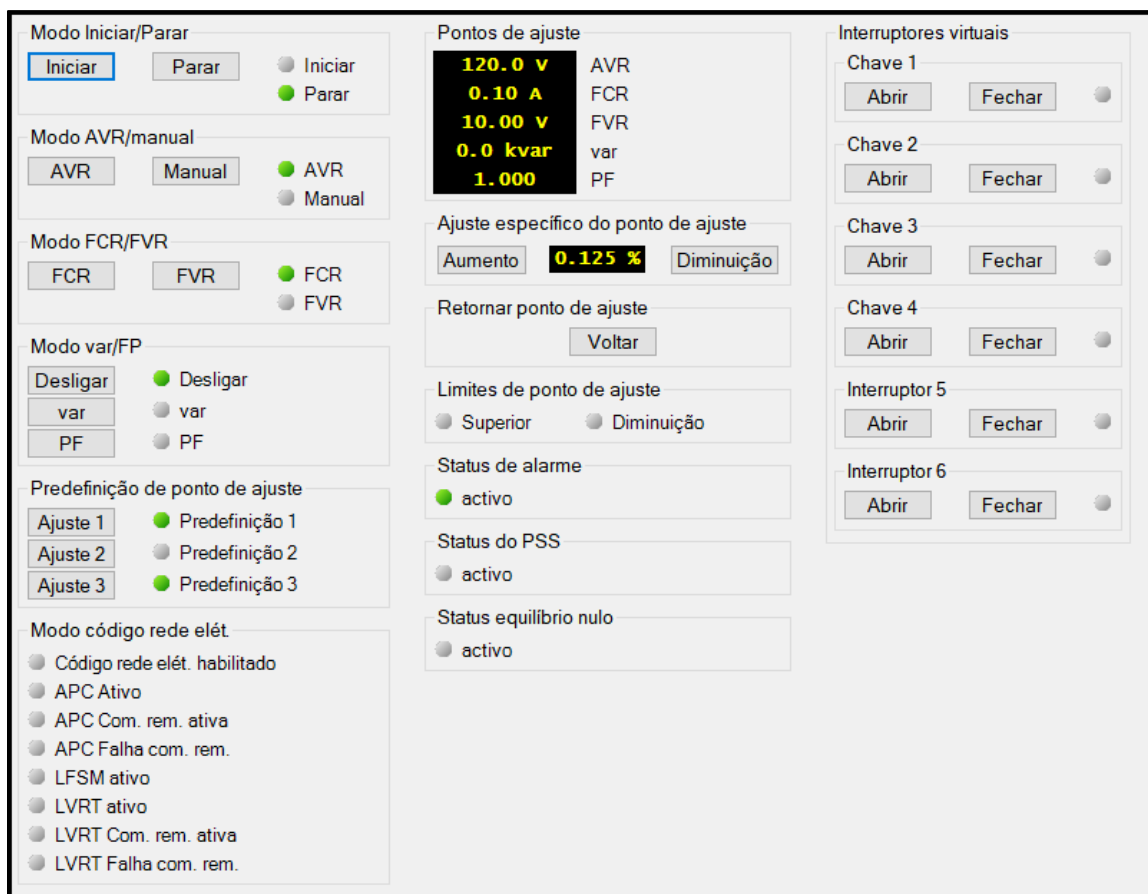 Modo Iniciar/Parar
Iniciar Parar Iniciar
Parar
Modo AVR/manual
AVR Manual AVR
Manual
Modo FCR/FVR
FCR FVR FCR
FVR
Modo var/FP
Desligar Desligar
var var
PF PF
Predefinição de ponto de ajuste
Ajuste 1 Predefinição 1
Ajuste 2 Predefinição 2
Ajuste 3 Predefinição 3
Modo código rede elét.
Código rede elét. habilitado
APC Ativo
APC Com. rem. ativa
APC Falha com. rem.
LFSM ativo
LVRT ativo
LVRT Com. rem. ativa
LVRT Falha com. rem.
Pontos de ajuste
120.0 V AVR
0.10 A FCR
10.00 V FVR
0.0 kvar var
1.000 PF
Ajuste específico do ponto de ajuste
Aumento 0.125 % Diminuição
Retornar ponto de ajuste
Voltar
Limites de ponto de ajuste
Superior Diminuição
Status de alarme
activo
Status do PSS
activo
Status equilíbrio nulo
activo
Interruptores virtuais
Chave 1
Abrir Fechar
Chave 2
Abrir Fechar
Chave 3
Abrir Fechar
Chave 4
Abrir Fechar
Interruptor 5
Abrir Fechar
Interruptor 6
Abrir Fechar